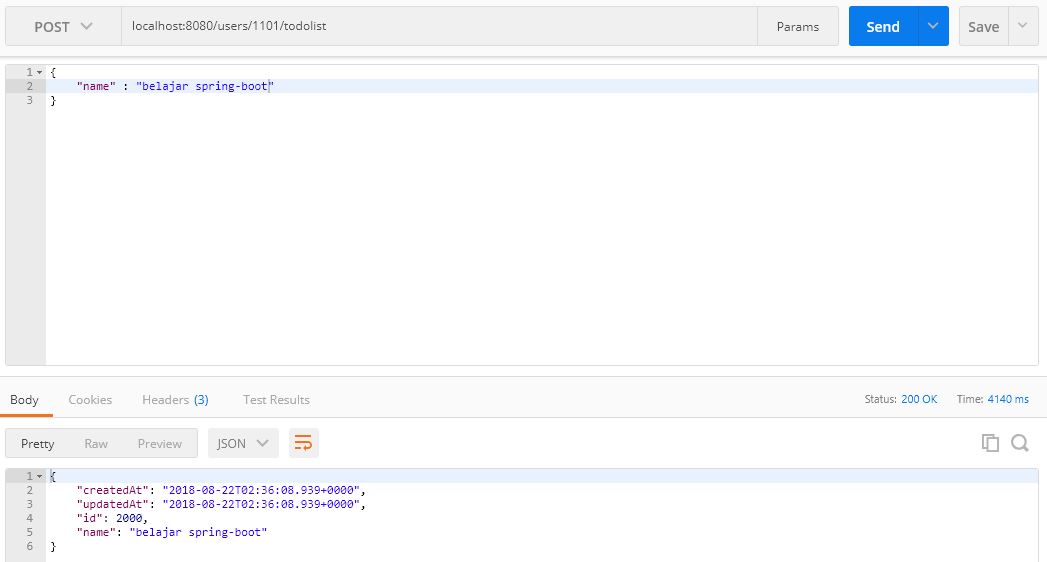 POST localhost:8080/users/1101/todolist Params Send Save
1 {
2 "name" : "belajar spring-boot"
3 }
Body Cookies Headers (3) Test Results Status: 200 OK Time: 4140 ms
Pretty Raw Preview JSON
1 {
2 "createdAt": "2018-08-22T02:36:08.939+0000",
3 "updatedAt": "2018-08-22T02:36:08.939+0000",
4 "id": 2000,
5 "name": "belajar spring-boot"
6 }